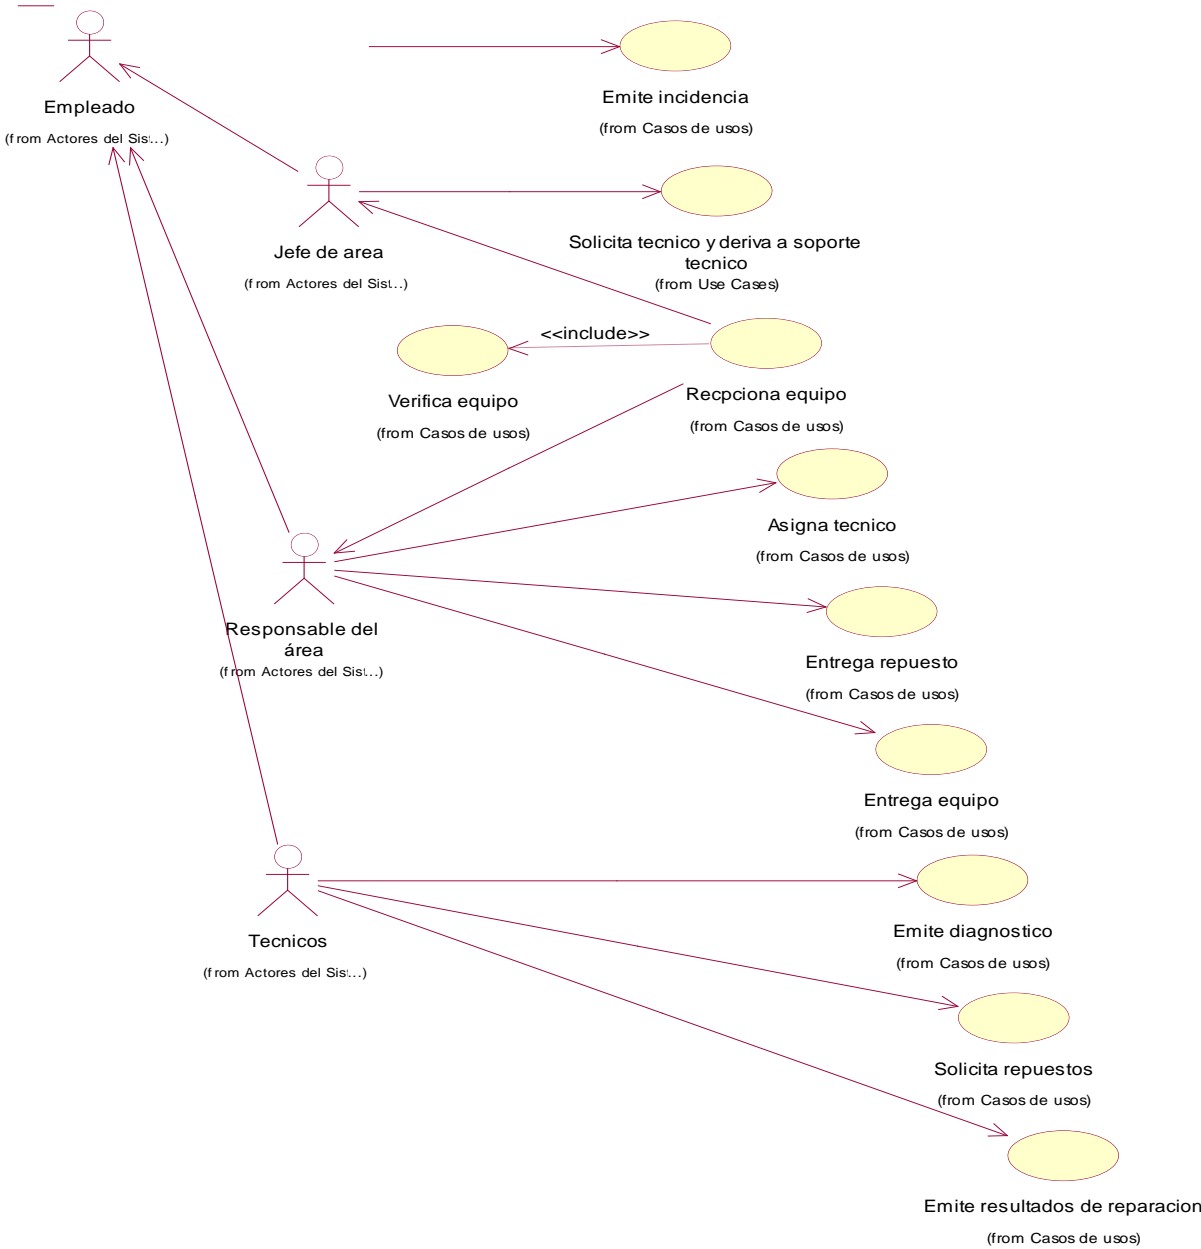 Empleado
(from Actores del Sist...)
Emite incidencia
(from Casos de usos)
Jefe de area
(from Actores del Sist...)
Solicita tecnico y deriva a soporte
tecnico
(from Use Cases)
<<include>>
Verifica equipo
(from Casos de usos)
Recpciona equipo
(from Casos de usos)
Asigna tecnico
(from Casos de usos)
Responsable del
área
(from Actores del Sist...)
Entrega repuesto
(from Casos de usos)
Entrega equipo
(from Casos de usos)
Tecnicos
(from Actores del Sist...)
Emite diagnostico
(from Casos de usos)
Solicita repuestos
(from Casos de usos)
Emite resultados de reparacion
(from Casos de usos)